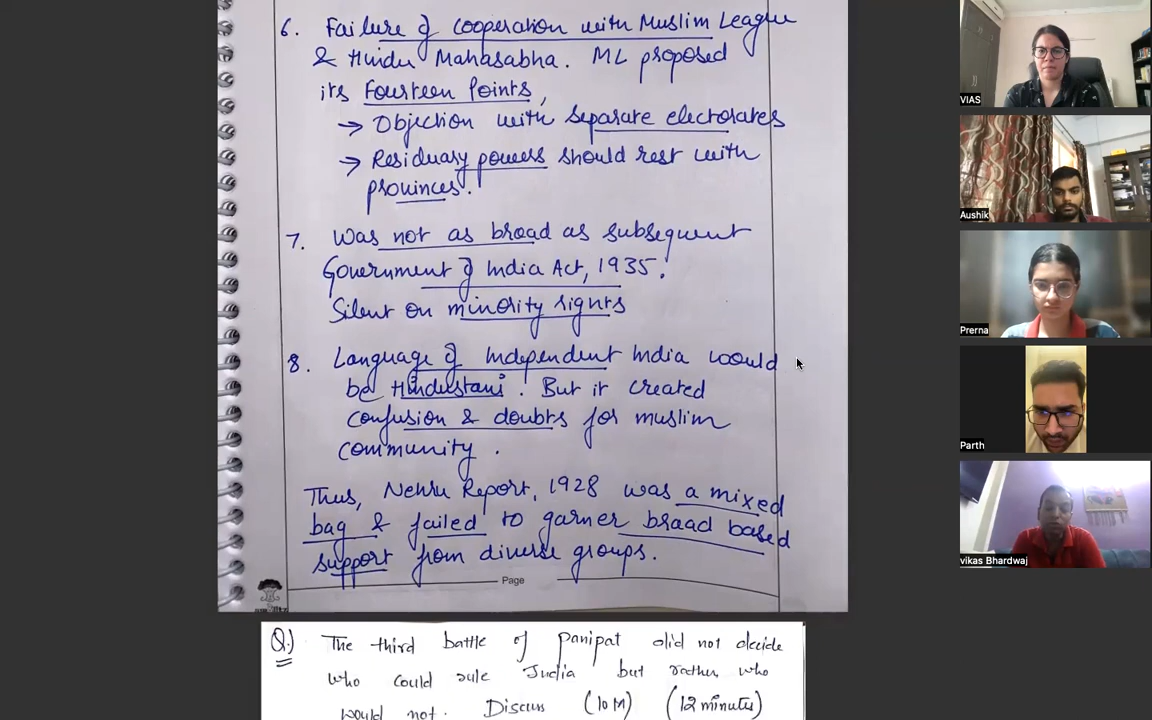 6. Failure of cooperation with Muslim League
& Hindu Mahasabha. ML proposed
its Fourteen Points,
→ Objection with separate electorates
→ Residuary powers should rest with
provinces.
7. Was not as broad as subsequent
Government of India Act, 1935.
Silent on minority rights
8. Language of Independent India would
be Hindustani. But it created
confusion & doubts for muslim
community.
Thus, Nehru Report, 1928 was a mixed
bag & failed to garner broad based
support from diverse groups.
Page
Q.) The third battle of panipat did not decide
who could rule India but rather who
would not. Discuss (10M) (12 minutes)
VIAS
Aushik
Prerna
Parth
vikas Bhardwaj